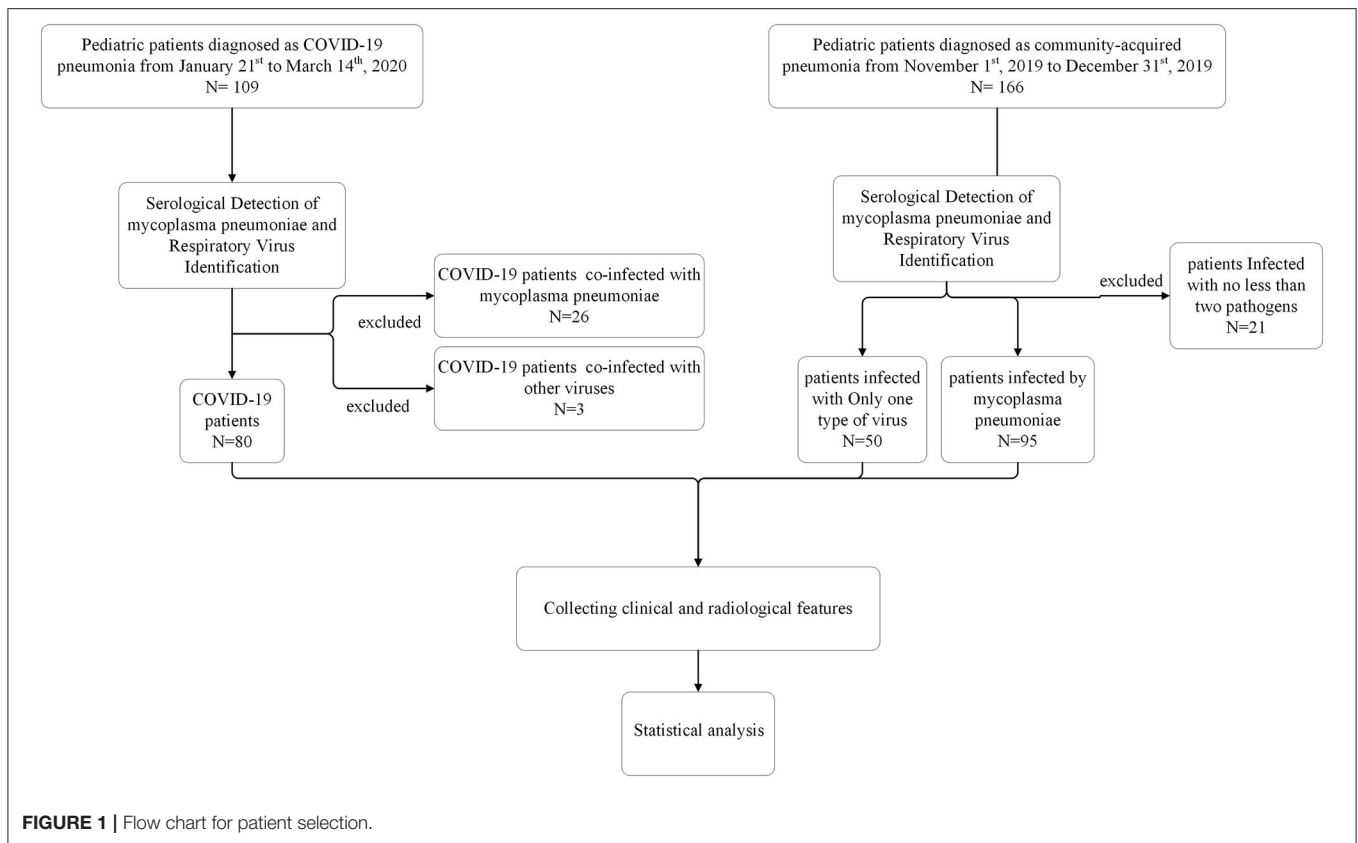 Pediatric patients diagnosed as COVID-19
pneumonia from January 21st to March 14th, 2020
N= 109
Pediatric patients diagnosed as community-acquired
pneumonia from November 1st, 2019 to December 31st, 2019
N= 166
Serological Detection of
mycoplasma pneumoniae and
Respiratory Virus
Identification
Serological Detection of
mycoplasma pneumoniae and
Respiratory Virus
Identification
excluded
COVID-19 patients co-infected with
mycoplasma pneumoniae
N=26
excluded
COVID-19 patients co-infected with
other viruses
N=3
excluded
patients Infected
with no less than
two pathogens
N=21
COVID-19
patients
N=80
patients infected
with Only one
type of virus
N=50
patients infected by
mycoplasma
pneumoniae
N=95
Collecting clinical and radiological features
Statistical analysis
FIGURE 1 | Flow chart for patient selection.